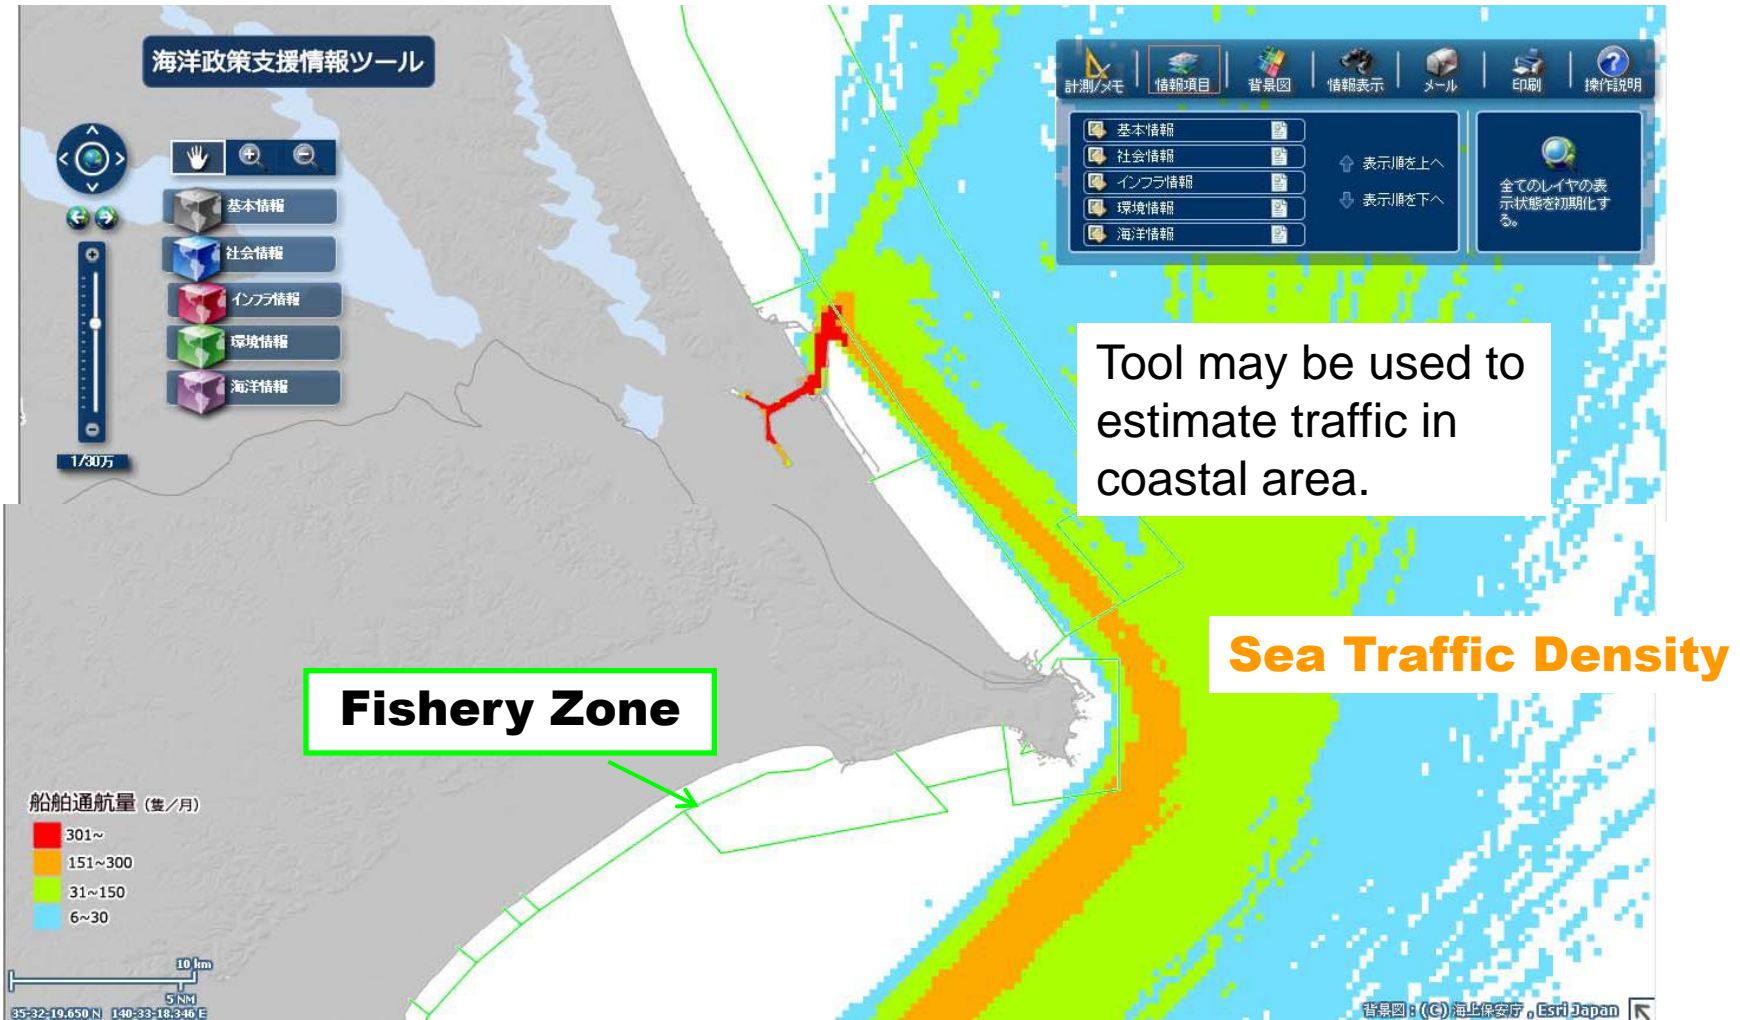 海洋政策支援情報ツール
計測/メモ
情報項目
背景図
情報表示
メール
印刷
操作説明
基本情報
社会情報
インフラ情報
環境情報
海洋情報
表示順を上へ
表示順を下へ
全てのレイヤの表
示状態を初期化す
る。
基本情報
社会情報
インフラ情報
環境情報
海洋情報
1/30万
Tool may be used to
estimate traffic in
coastal area.
Sea Traffic Density
Fishery Zone
船舶通航量 (隻/月)
301~
151~300
31~150
6~30
10 km
5 NM
35-32-19.650 N 140-33-18.346 E
背景図:(C) 海上保安庁 , Esri Japan